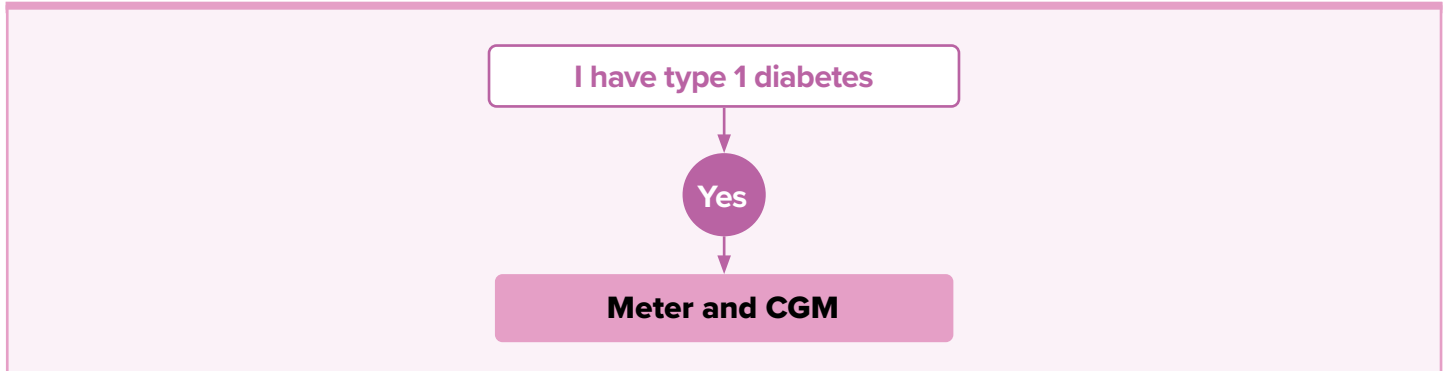 I have type 1 diabetes
Yes
Meter and CGM